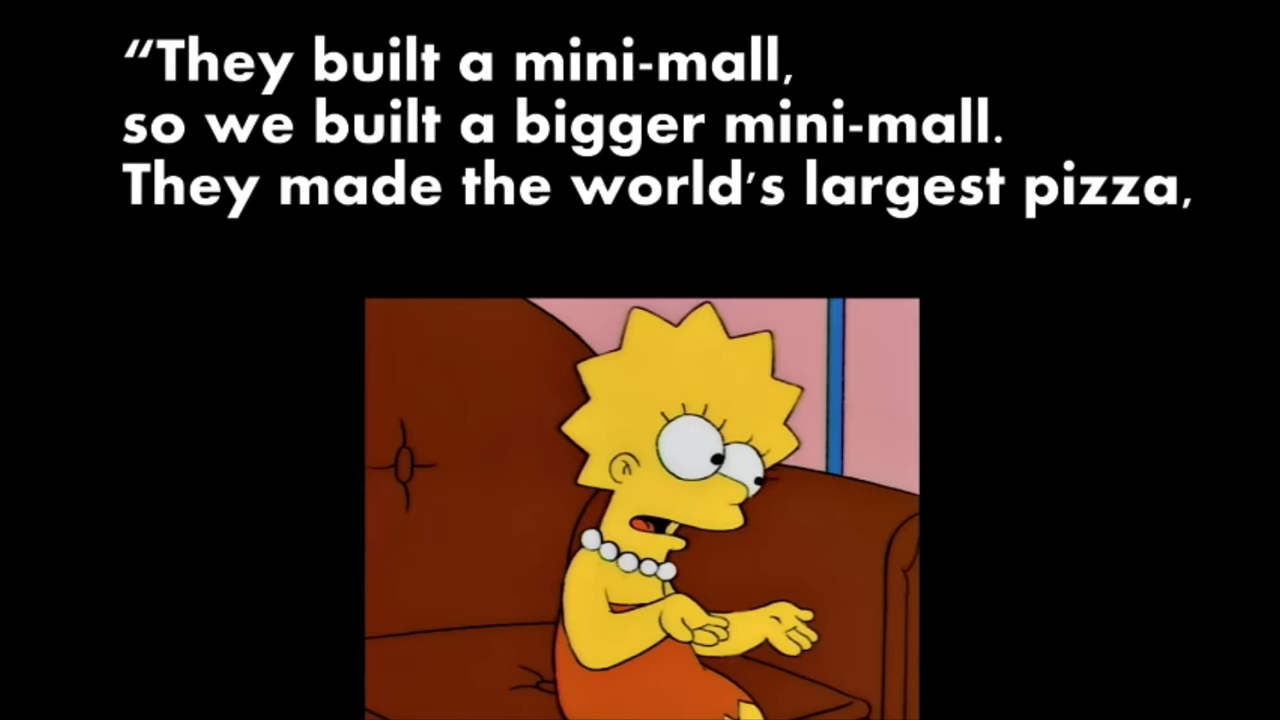 “They built a mini-mall,
so we built a bigger mini-mall.
They made the world's largest pizza,